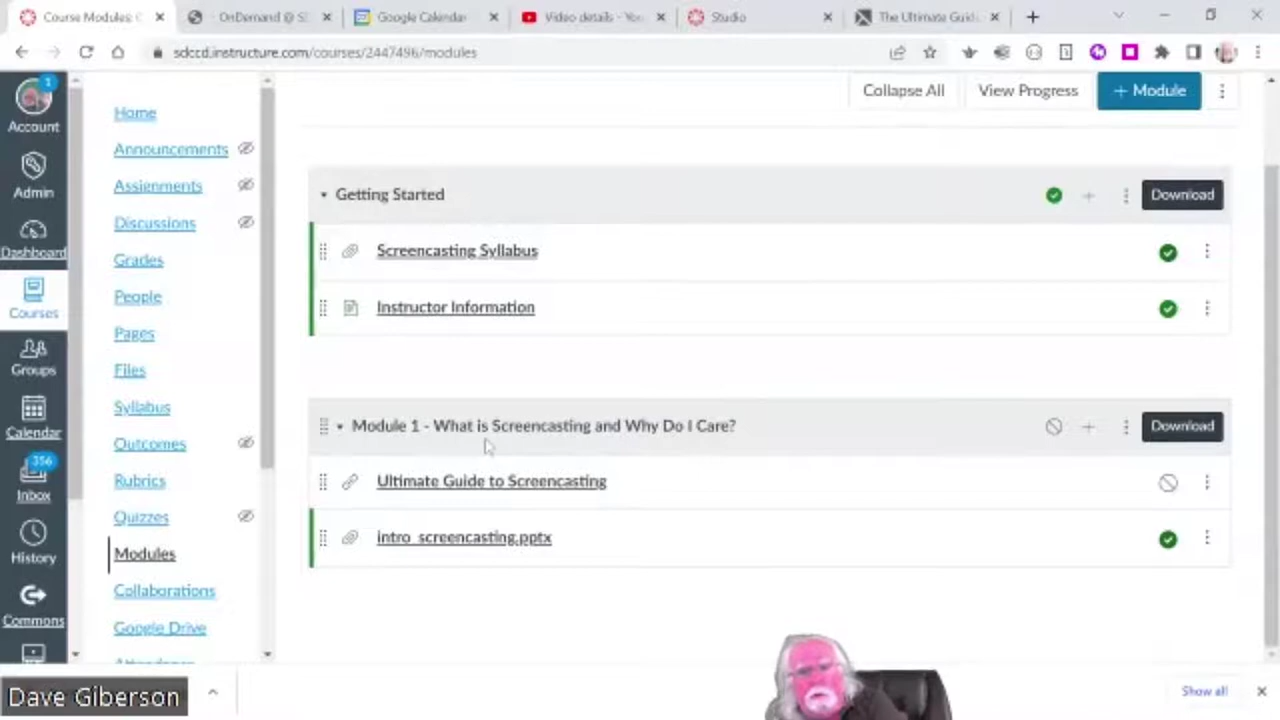 Course Modules: C
OnDemand @ S
Google Calendar
Video details - Yo
Studio
The Ultimate Guid
sdccd.instructure.com/courses/2447496/modules
1
Account
Admin
Dashboard
Courses
Groups
Calendar
356
Inbox
History
Commons
Home
Announcements
Assignments
Discussions
Grades
People
Pages
Files
Syllabus
Outcomes
Rubrics
Quizzes
Modules
Collaborations
Google Drive
Collapse All
View Progress
+ Module
Getting Started
Download
Screencasting Syllabus
Instructor Information
Module 1 - What is Screencasting and Why Do I Care?
Download
Ultimate Guide to Screencasting
intro_screencasting.pptx
Dave Giberson
Show all